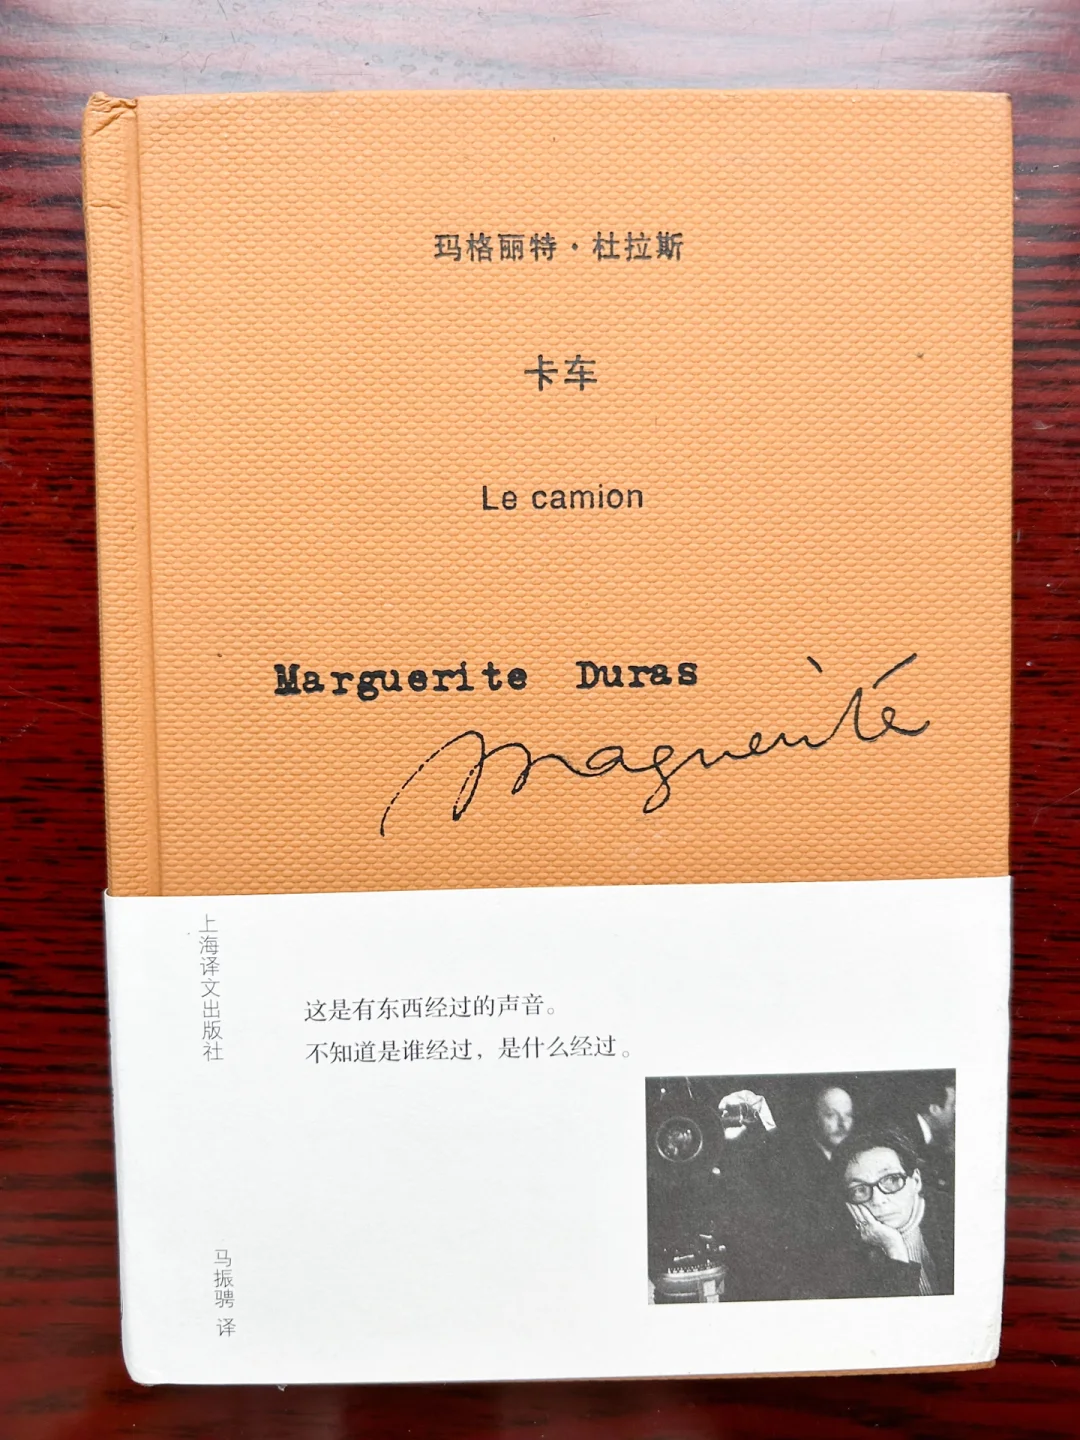 玛格丽特·杜拉斯
卡车
Le camion
Marguerite Duras
Marguerite
上海译文出版社
这是有东西经过的声音。
不知道是谁经过，是什么经过。
马振骋 译